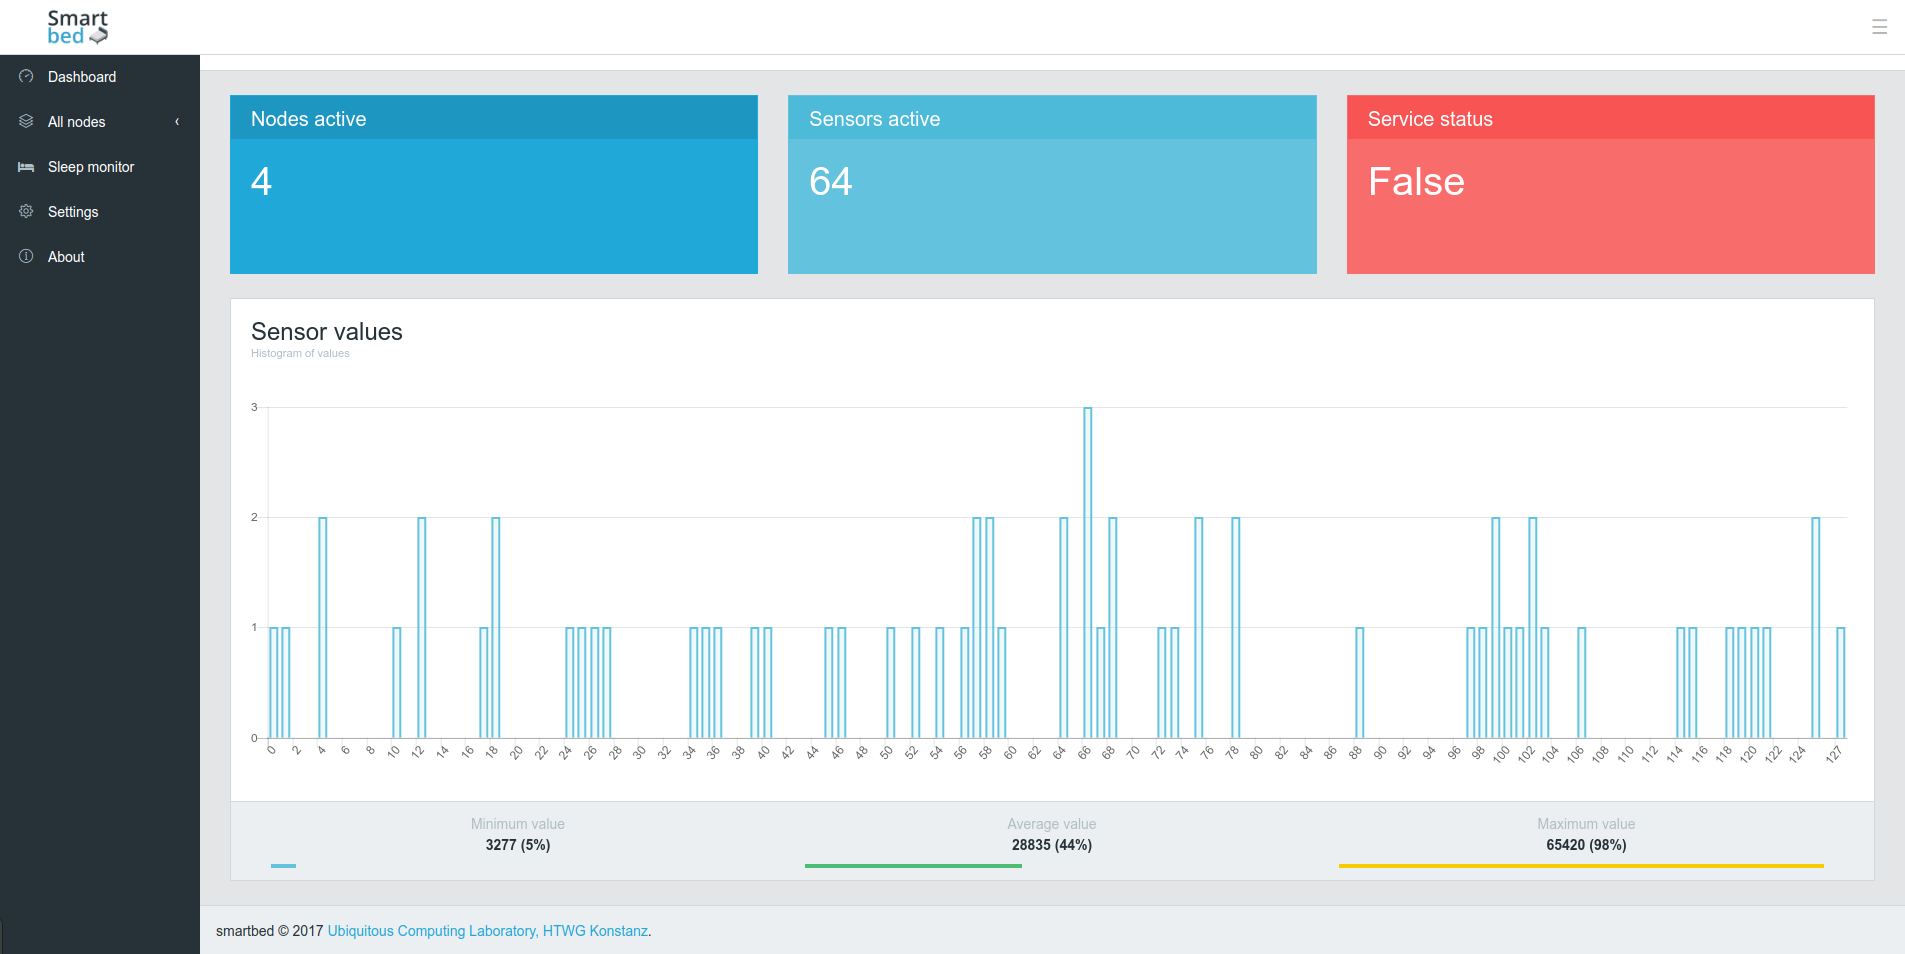 Smart
bed
Dashboard
All nodes
Sleep monitor
Settings
About
Nodes active
4
Sensors active
64
Service status
False
Sensor values
Histogram of values
3
2
1
0
0 2 4 6 8 10 12 14 16 18 20 22 24 26 28 30 32 34 36 38 40 42 44 46 48 50 52 54 56 58 60 62 64 66 68 70 72 74 76 78 80 82 84 86 88 90 92 94 96 98 100 102 104 106 108 110 112 114 116 118 120 122 124 127
Minimum value
3277 (5%)
Average value
28835 (44%)
Maximum value
65420 (98%)
smartbed © 2017 Ubiquitous Computing Laboratory, HTWG Konstanz.